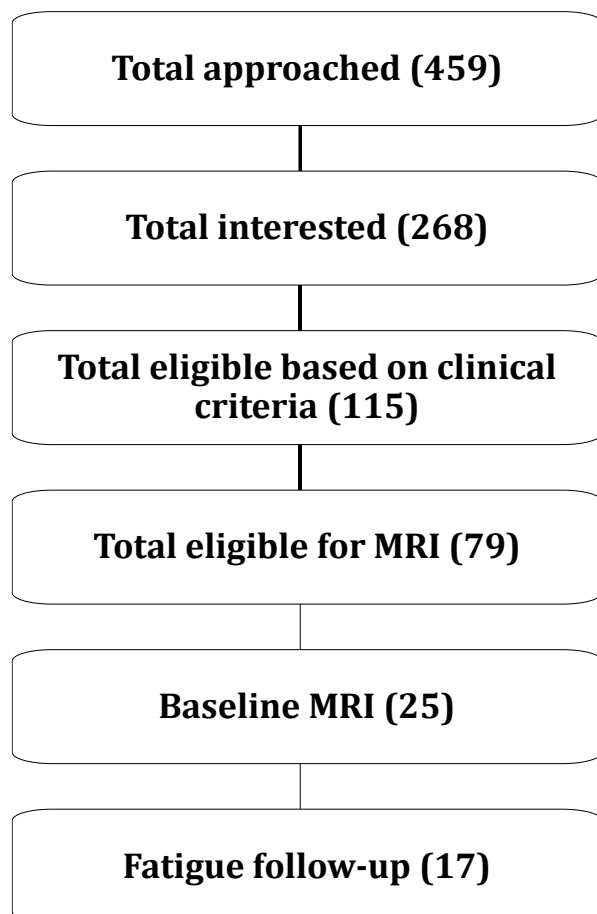 Total approached (459)
Total interested (268)
Total eligible based on clinical
criteria (115)
Total eligible for MRI (79)
Baseline MRI (25)
Fatigue follow-up (17)